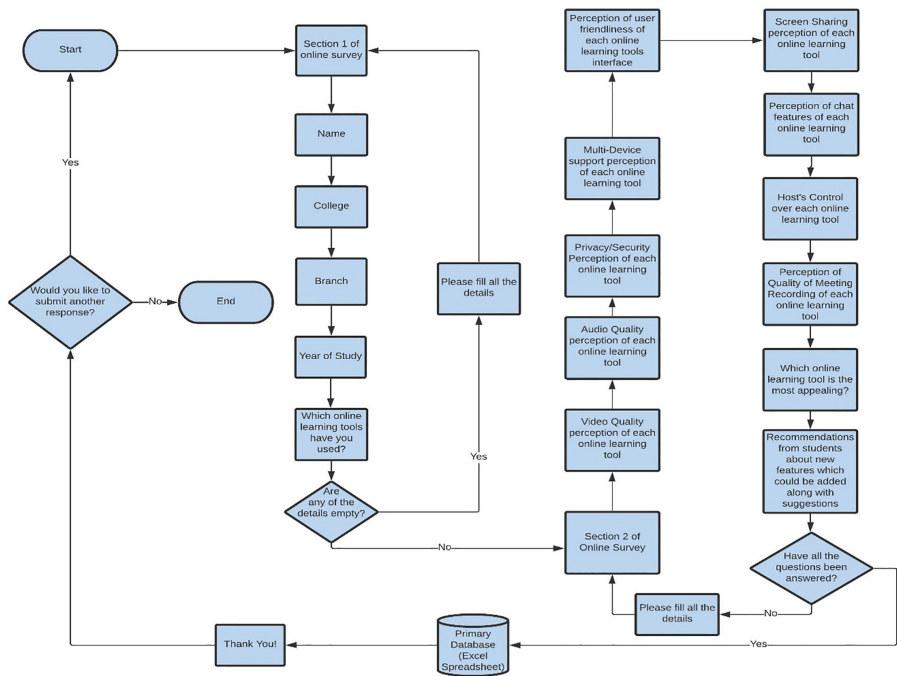 Start
Section 1 of
online survey
Name
College
Branch
Year of Study
Which online
learning tools
have you
used?
Are
any of the
details empty?
Yes
Please fill all the
details
No
Section 2 of
Online Survey
Video Quality
perception of each
online learning
tool
Audio Quality
perception of each
online learning
tool
Privacy/Security
Perception of each
online learning
tool
Multi-Device
support perception
of each online
learning tool
Perception of user
friendliness of
each online
learning tools
interface
Screen Sharing
perception of each
online learning
tool
Perception of chat
features of each
online learning
tool
Host's Control
over each online
learning tool
Perception of
Quality of Meeting
Recording of each
online learning
tool
Which online
learning tool is the
most appealing?
Recommendations
from students
about new
features which
could be added
along with
suggestions
Have all the
questions been
answered?
No
Please fill all the
details
Yes
Primary
Database
(Excel
Spreadsheet)
Thank You!
Would you like to
submit another
response?
Yes
No
End